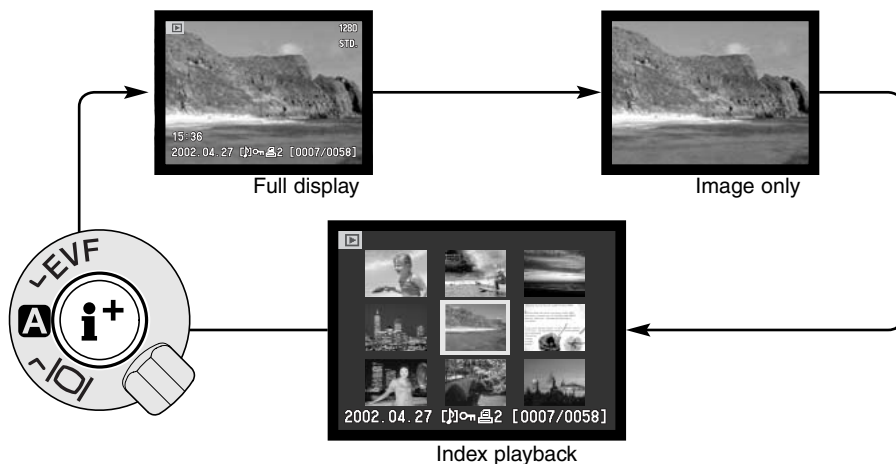 1280
STD.
15:36
2002.04.27 [♪] 2 [0007/0058]
Full display
Image only
EVF
A
i+
2002.04.27 [♪] 2 [0007/0058]
Index playback